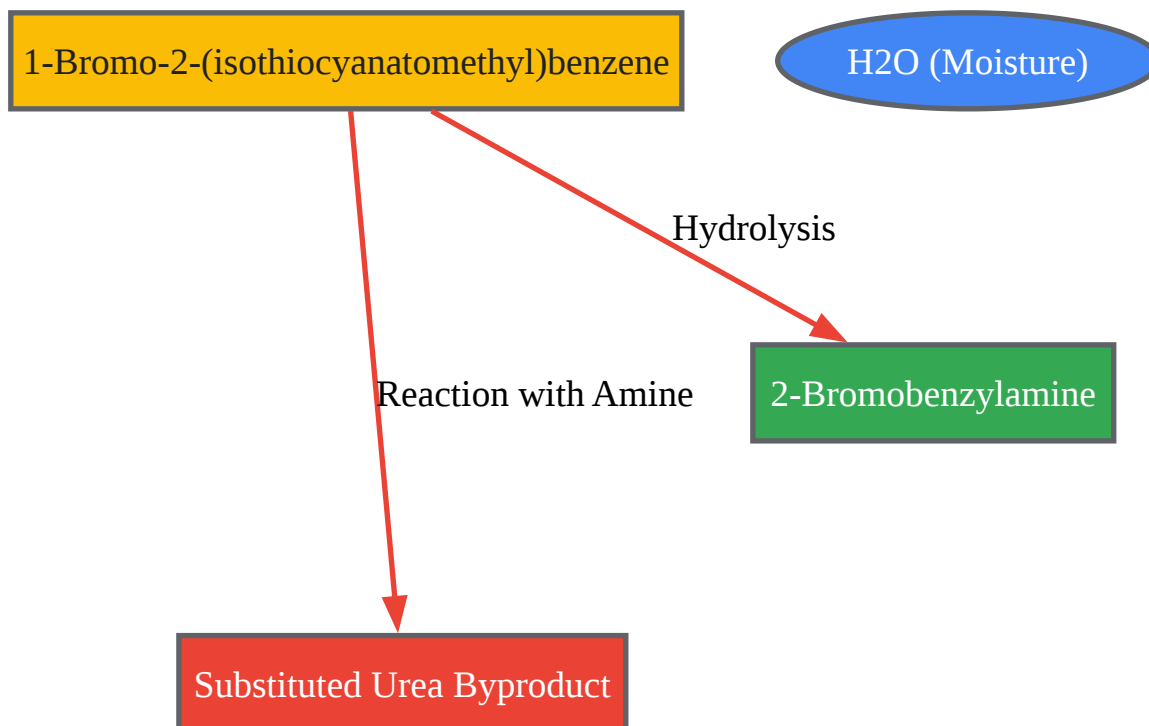 1-Bromo-2-(isothiocyanatomethyl)benzene
H2O (Moisture)
Hydrolysis
Reaction with Amine
2-Bromobenzylamine
Substituted Urea Byproduct